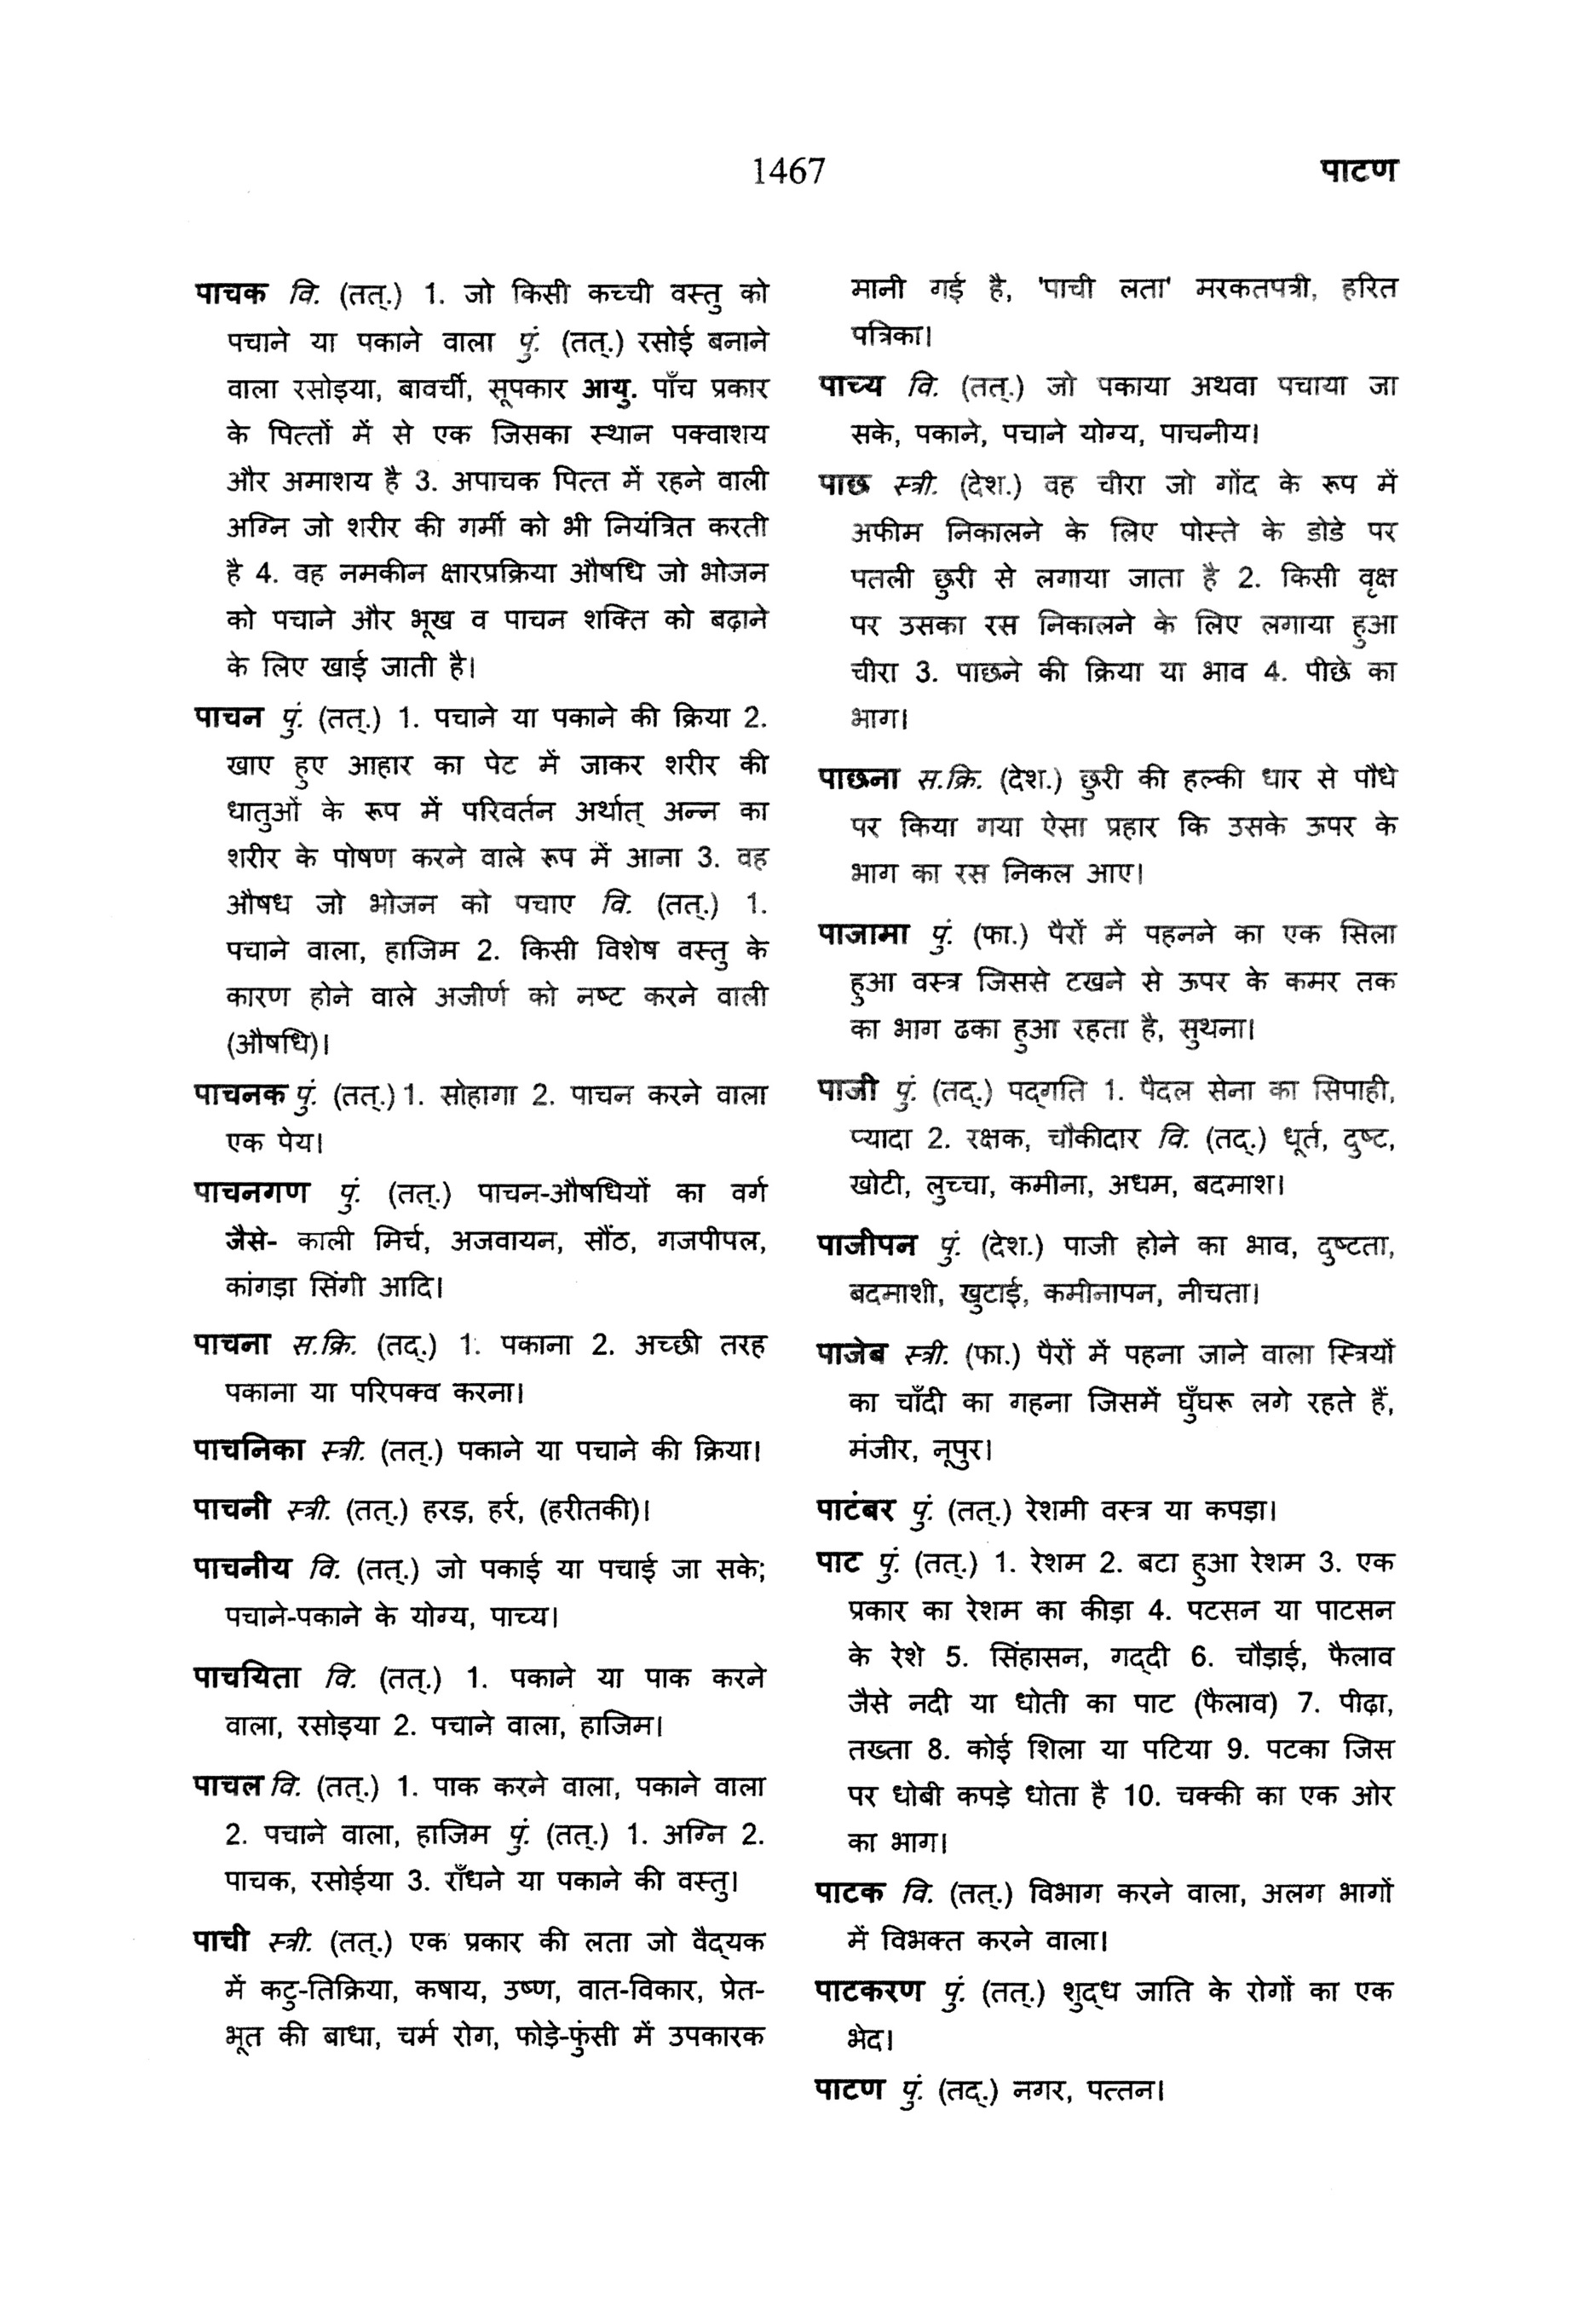 1467
पाटण
पाचक वि. (तत्.) 1. जो किसी कच्ची वस्तु को
पचाने या पकाने वाला पुं. (तत्.) रसोई बनाने
वाला रसोइया, बावर्ची, सूपकार आयु. पाँच प्रकार
के पित्तों में से एक जिसका स्थान पक्वाशय
और अमाशय है 3. अपाचक पित्त में रहने वाली
अग्नि जो शरीर की गर्मी को भी नियंत्रित करती
है 4. वह नमकीन क्षारप्रक्रिया औषधि जो भोजन
को पचाने और भूख व पाचन शक्ति को बढ़ाने
के लिए खाई जाती है।
पाचन पुं. (तत्.) 1. पचाने या पकाने की क्रिया 2.
खाए हुए आहार का पेट में जाकर शरीर की
धातुओं के रूप में परिवर्तन अर्थात् अन्न का
शरीर के पोषण करने वाले रूप में आना 3. वह
औषध जो भोजन को पचाए वि. (तत्.) 1.
पचाने वाला, हाजिम 2. किसी विशेष वस्तु के
कारण होने वाले अजीर्ण को नष्ट करने वाली
(औषधि)।
पाचनक पुं. (तत्.) 1. सोहागा 2. पाचन करने वाला
एक पेय।
पाचनगण पुं. (तत्.) पाचन-औषधियों का वर्ग
जैसे- काली मिर्च, अजवायन, सौंठ, गजपीपल,
कांगड़ा सिंगी आदि।
पाचना स.क्रि. (तद्.) 1. पकाना 2. अच्छी तरह
पकाना या परिपक्व करना।
पाचनिका स्त्री. (तत्.) पकाने या पचाने की क्रिया।
पाचनी स्त्री. (तत्.) हरड़, हर्र, (हरीतकी)।
पाचनीय वि. (तत्.) जो पकाई या पचाई जा सके;
पचाने-पकाने के योग्य, पाच्य।
पाचयिता वि. (तत्.) 1. पकाने या पाक करने
वाला, रसोइया 2. पचाने वाला, हाजिम।
पाचल वि. (तत्.) 1. पाक करने वाला, पकाने वाला
2. पचाने वाला, हाजिम पुं. (तत्.) 1. अग्नि 2.
पाचक, रसोईया 3. राँधने या पकाने की वस्तु।
पाची स्त्री. (तत्.) एक प्रकार की लता जो वैद्यक
में कटु-तिक्रिया, कषाय, उष्ण, वात-विकार, प्रेत-
भूत की बाधा, चर्म रोग, फोड़े-फुंसी में उपकारक
मानी गई है, 'पाची लता' मरकतपत्री, हरित
पत्रिका।
पाच्य वि. (तत्.) जो पकाया अथवा पचाया जा
सके, पकाने, पचाने योग्य, पाचनीय।
पाछ स्त्री. (देश.) वह चीरा जो गोंद के रूप में
अफीम निकालने के लिए पोस्ते के डोडे पर
पतली छुरी से लगाया जाता है 2. किसी वृक्ष
पर उसका रस निकालने के लिए लगाया हुआ
चीरा 3. पाछने की क्रिया या भाव 4. पीछे का
भाग।
पाछना स.क्रि. (देश.) छुरी की हल्की धार से पौधे
पर किया गया ऐसा प्रहार कि उसके ऊपर के
भाग का रस निकल आए।
पाजामा पुं. (फा.) पैरों में पहनने का एक सिला
हुआ वस्त्र जिससे टखने से ऊपर के कमर तक
का भाग ढका हुआ रहता है, सुथना।
पाजी पुं. (तद्.) पद्गति 1. पैदल सेना का सिपाही,
प्यादा 2. रक्षक, चौकीदार वि. (तद्.) धूर्त, दुष्ट,
खोटी, लुच्चा, कमीना, अधम, बदमाश।
पाजीपन पुं. (देश.) पाजी होने का भाव, दुष्टता,
बदमाशी, खुटाई, कमीनापन, नीचता।
पाजेब स्त्री. (फा.) पैरों में पहना जाने वाला स्त्रियों
का चाँदी का गहना जिसमें घुँघरू लगे रहते हैं,
मंजीर, नूपुर।
पाटंबर पुं. (तत्.) रेशमी वस्त्र या कपड़ा।
पाट पुं. (तत्.) 1. रेशम 2. बटा हुआ रेशम 3. एक
प्रकार का रेशम का कीड़ा 4. पटसन या पाटसन
के रेशे 5. सिंहासन, गद्दी 6. चौड़ाई, फैलाव
जैसे नदी या धोती का पाट (फैलाव) 7. पीढ़ा,
तख्ता 8. कोई शिला या पटिया 9. पटका जिस
पर धोबी कपड़े धोता है 10. चक्की का एक ओर
का भाग।
पाटक वि. (तत्.) विभाग करने वाला, अलग भागों
में विभक्त करने वाला।
पाटकरण पुं. (तत्.) शुद्ध जाति के रोगों का एक
भेद।
पाटण पुं. (तद्.) नगर, पत्तन।